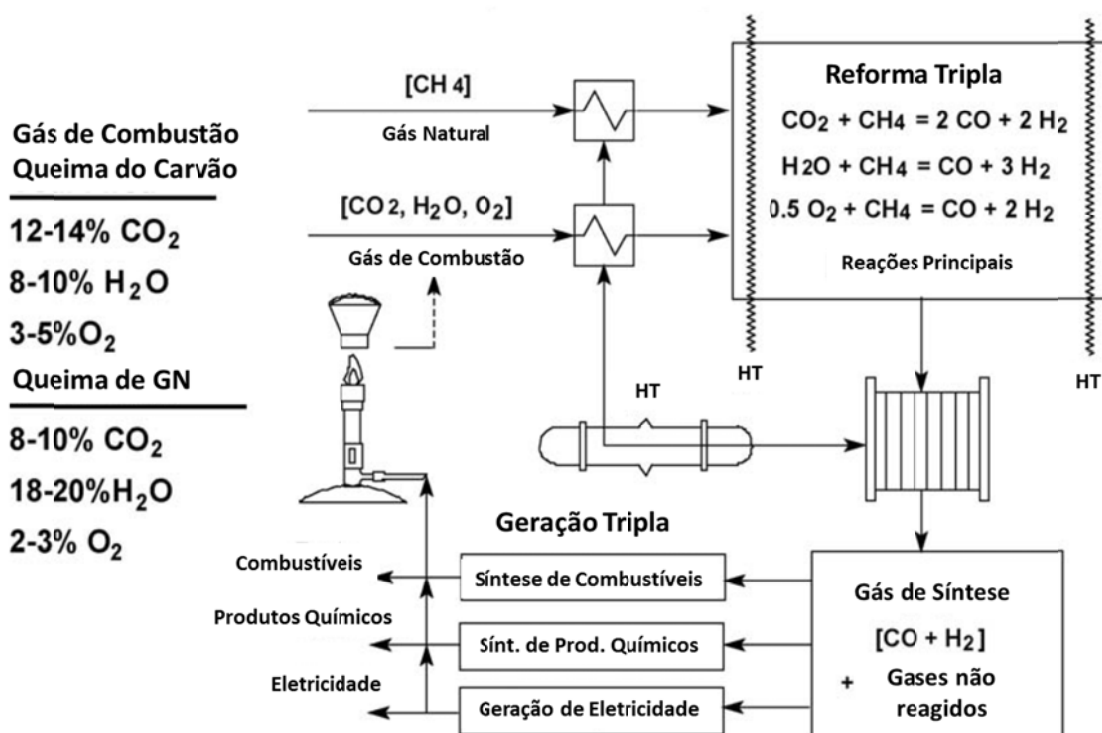 Gás de Combustão
Queima do Carvão
12-14% CO₂
8-10% H₂O
3-5%O₂
Queima de GN
8-10% CO₂
18-20%H₂O
2-3% O₂
[CH 4]
Gás Natural
[CO2, H₂O, O₂]
Gás de Combustão
Reforma Tripla
CO₂ + CH₄ = 2 CO + 2 H₂
H₂O + CH₄ = CO + 3 H₂
0.5 O₂ + CH₄ = CO + 2 H₂
Reações Principais
HT
HT
HT
Geração Tripla
Combustíveis
Síntese de Combustíveis
Produtos Químicos
Sínt. de Prod. Químicos
Eletricidade
Geração de Eletricidade
Gás de Síntese
[CO + H₂]
+ Gases não
reagidos